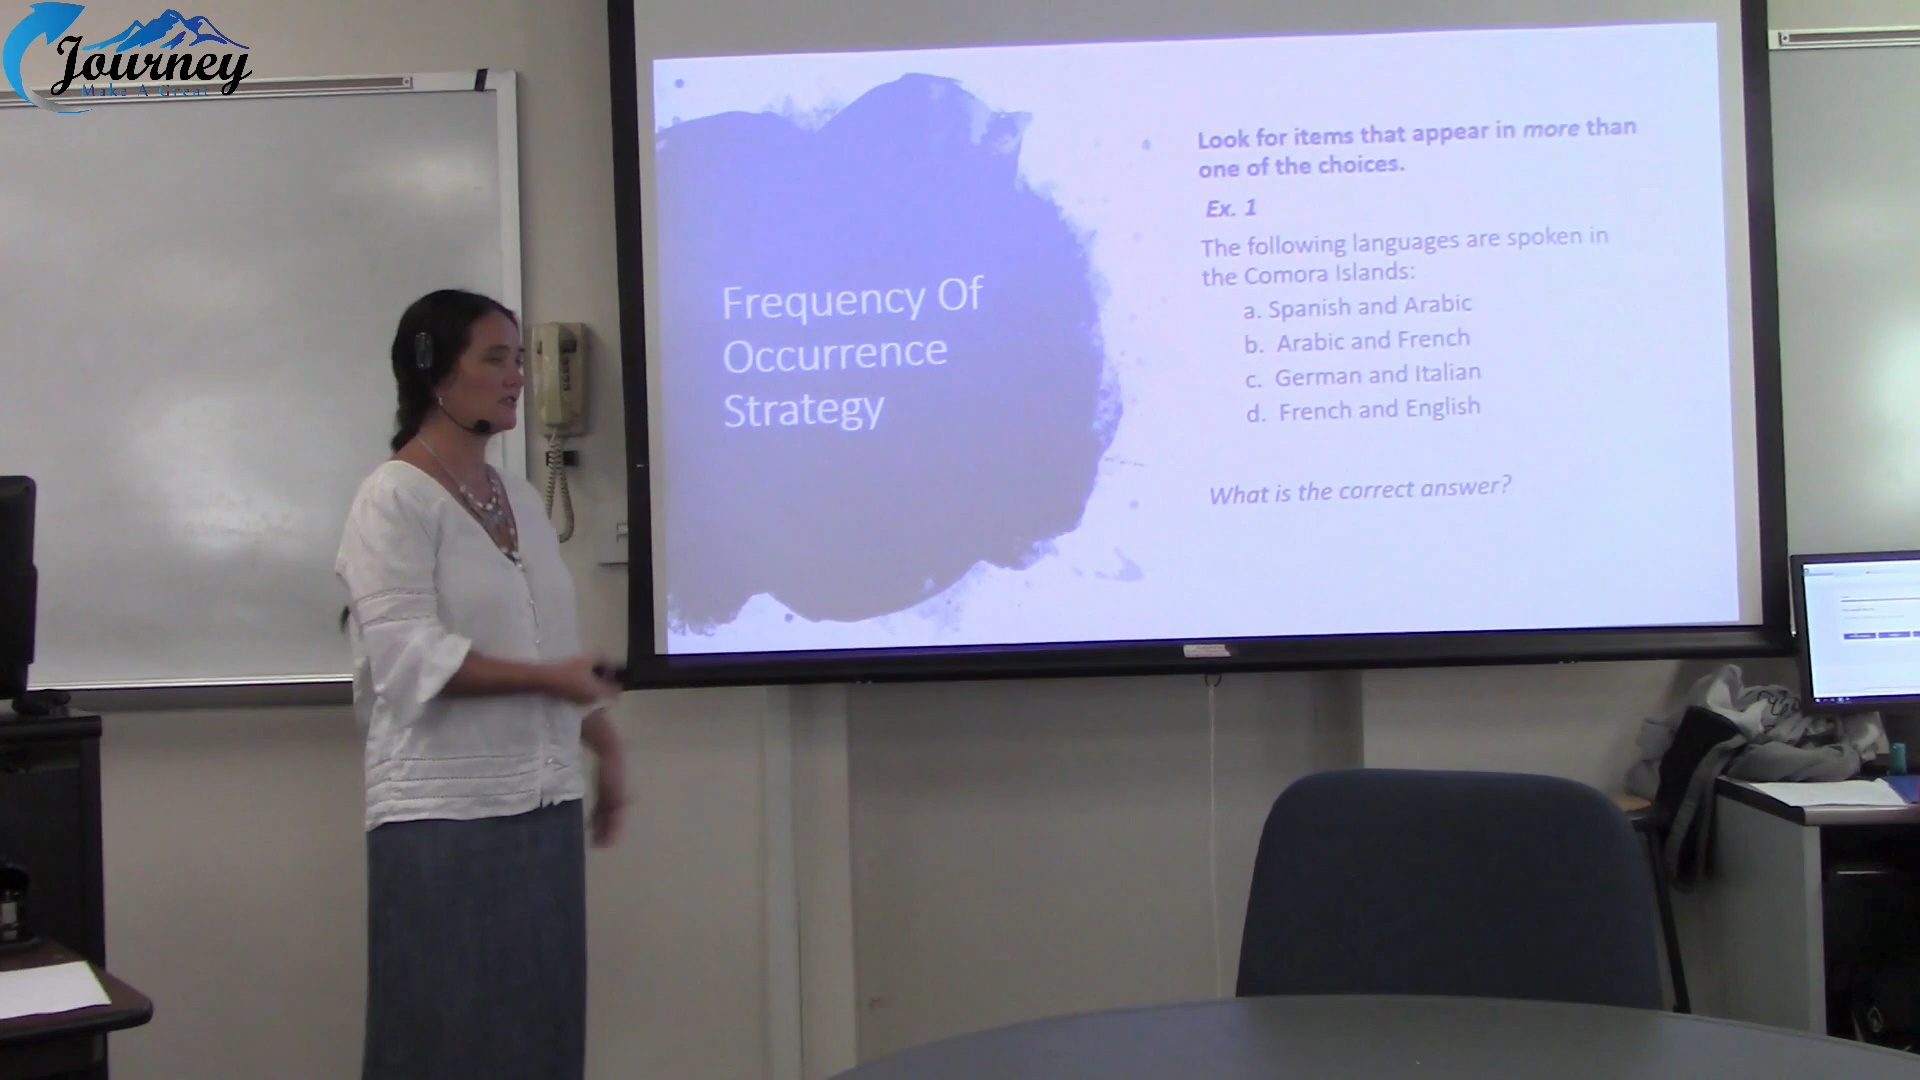 Journey
Make A Great
Frequency Of
Occurrence
Strategy
Look for items that appear in more than
one of the choices.
Ex. 1
The following languages are spoken in
the Comora Islands:
a. Spanish and Arabic
b. Arabic and French
c. German and Italian
d. French and English
What is the correct answer?